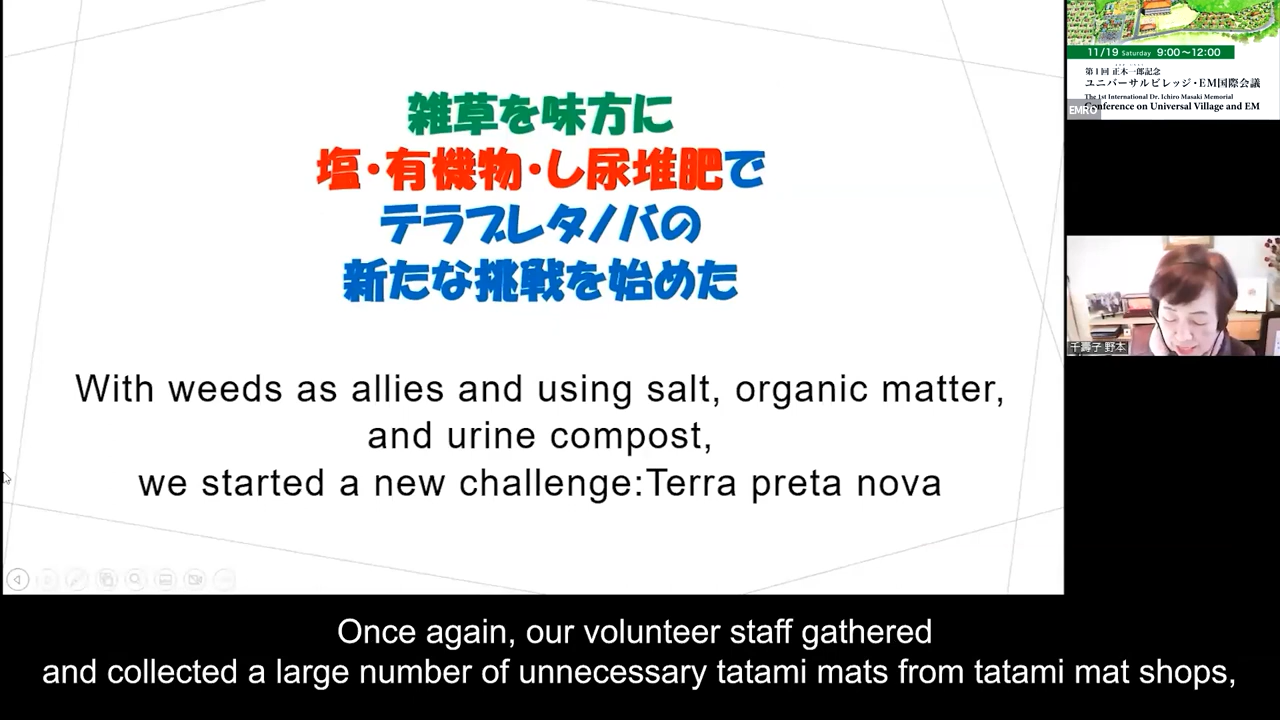 雑草を味方に
塩・有機物・し尿堆肥で
テラプレタノバの
新たな挑戦を始めた
With weeds as allies and using salt, organic matter,
and urine compost,
we started a new challenge:Terra preta nova
11/19 Saturday 9:00～12:00
第1回 正木一郎記念
ユニバーサルビレッジ・EM国際会議
The 1st International Dr. Ichiro Masaki Memorial
Conference on Universal Village and EM
EMRO
千壽子 野本
Once again, our volunteer staff gathered
and collected a large number of unnecessary tatami mats from tatami mat shops,